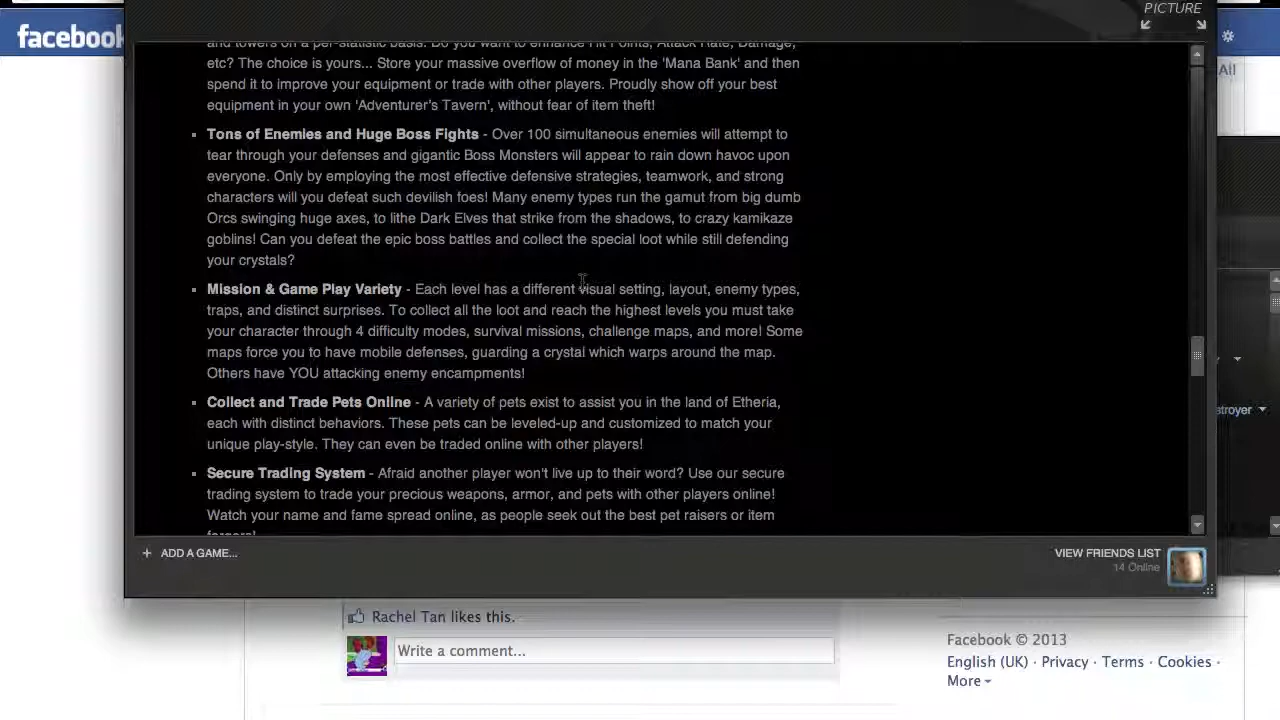 PICTURE
facebook
All
and towers on a per-statistic basis. Do you want to enhance Hit Points, Attack Rate, Damage,
etc? The choice is yours... Store your massive overflow of money in the 'Mana Bank' and then
spend it to improve your equipment or trade with other players. Proudly show off your best
equipment in your own 'Adventurer's Tavern', without fear of item theft!
Tons of Enemies and Huge Boss Fights - Over 100 simultaneous enemies will attempt to
tear through your defenses and gigantic Boss Monsters will appear to rain down havoc upon
everyone. Only by employing the most effective defensive strategies, teamwork, and strong
characters will you defeat such devilish foes! Many enemy types run the gamut from big dumb
Orcs swinging huge axes, to lithe Dark Elves that strike from the shadows, to crazy kamikaze
goblins! Can you defeat the epic boss battles and collect the special loot while still defending
your crystals?
Mission & Game Play Variety - Each level has a different visual setting, layout, enemy types,
traps, and distinct surprises. To collect all the loot and reach the highest levels you must take
your character through 4 difficulty modes, survival missions, challenge maps, and more! Some
maps force you to have mobile defenses, guarding a crystal which warps around the map.
Others have YOU attacking enemy encampments!
Collect and Trade Pets Online - A variety of pets exist to assist you in the land of Etheria,
each with distinct behaviors. These pets can be leveled-up and customized to match your
unique play-style. They can even be traded online with other players!
stroyer
Secure Trading System - Afraid another player won't live up to their word? Use our secure
trading system to trade your precious weapons, armor, and pets with other players online!
Watch your name and fame spread online, as people seek out the best pet raisers or item
forgers!
+ ADD A GAME...
VIEW FRIENDS LIST
14 Online
Rachel Tan likes this.
Write a comment...
Facebook © 2013
English (UK) · Privacy · Terms · Cookies ·
More